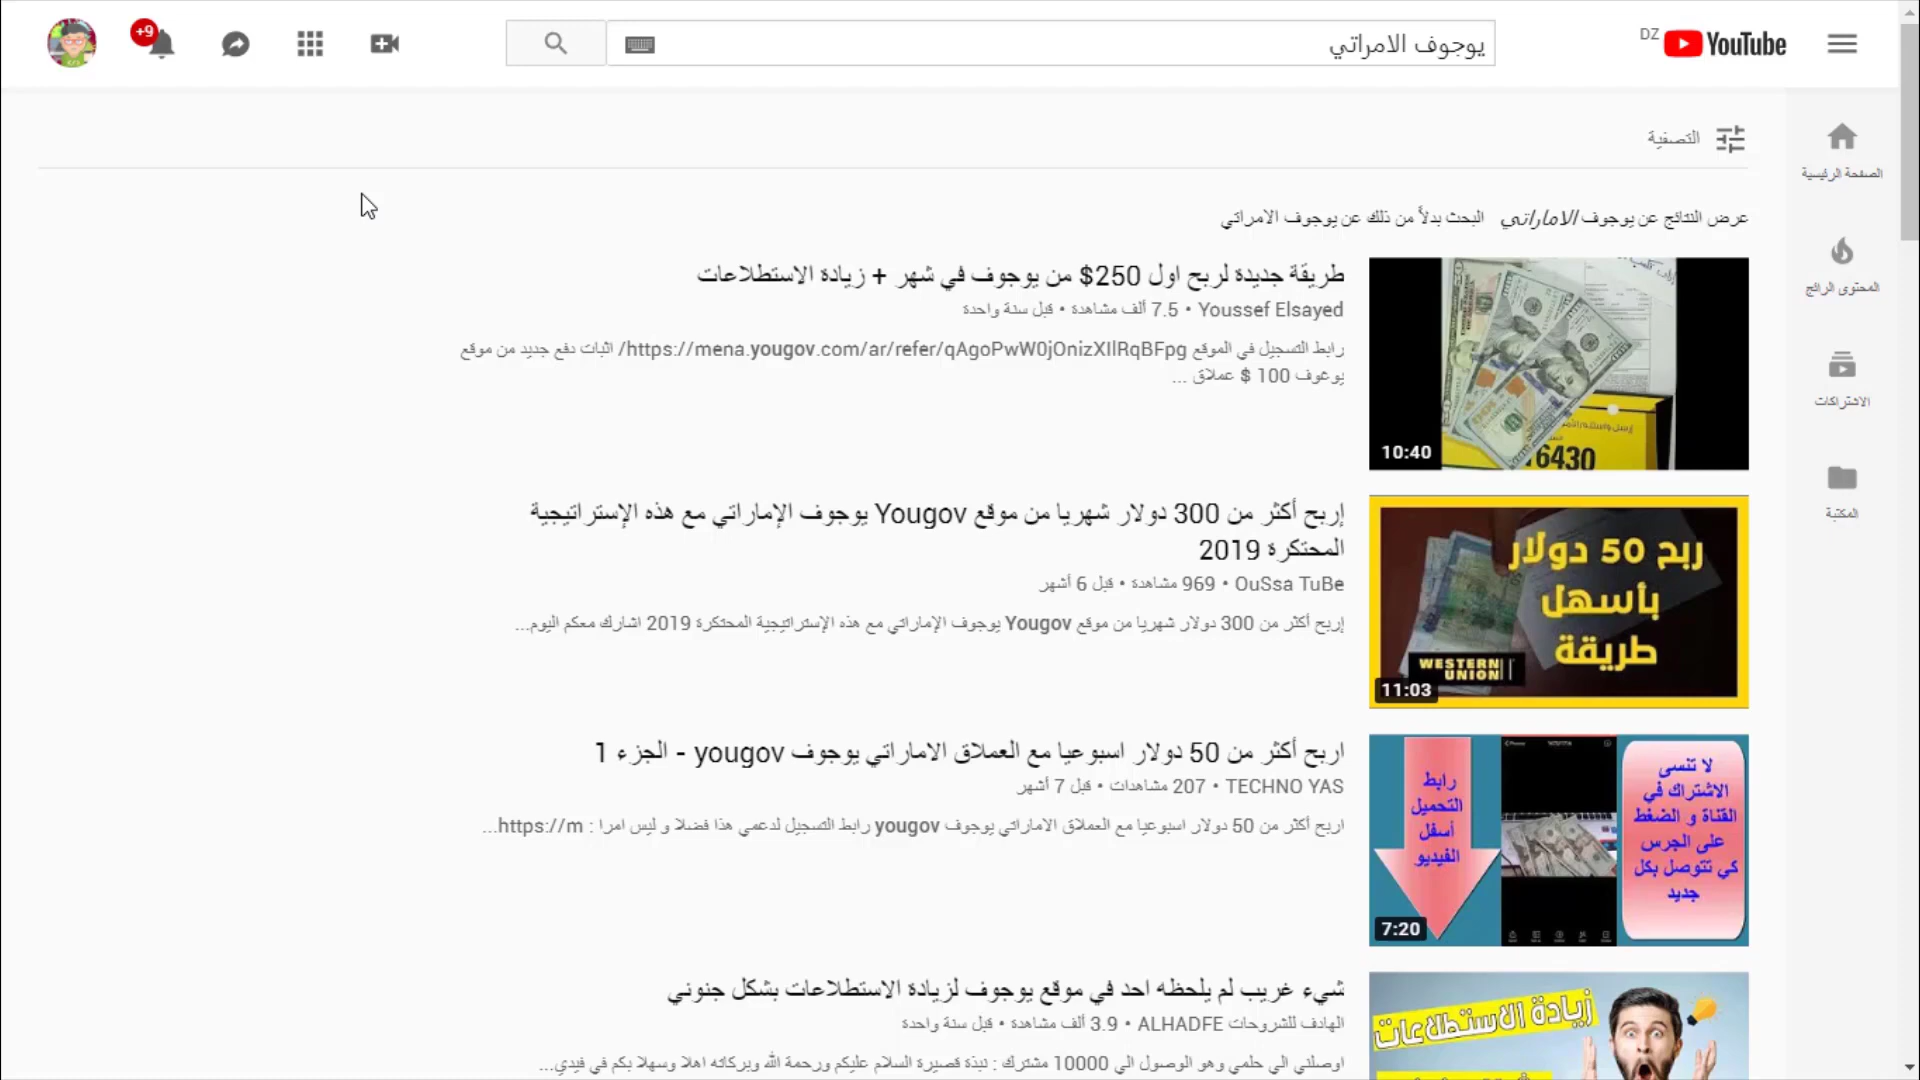 YouTube DZ
يوجوف الامراتي
+9
التصفية
الصفحة الرئيسية
المحتوى الرائج
الاشتراكات
المكتبة
عرض النتائج عن يوجوف الاماراتي البحث بدلاً من ذلك عن يوجوف الامراتي
طريقة جديدة لربح اول 250$ من يوجوف في شهر + زيادة الاستطلاعات
Youssef Elsayed • 7.5 ألف مشاهدة • قبل سنة واحدة
رابط التسجيل في الموقع https://mena.yougov.com/ar/refer/qAgoPwW0jOnizXIlRqBFpg/ اثبات دفع جديد من موقع
يوغوف 100 $ عملاق ...
6430
10:40
إربح أكثر من 300 دولار شهريا من موقع Yougov يوجوف الإماراتي مع هذه الإستراتيجية
المحتكرة 2019
OuSsa TuBe • 969 مشاهدة • قبل 6 أشهر
إربح أكثر من 300 دولار شهريا من موقع Yougov يوجوف الإماراتي مع هذه الإستراتيجية المحتكرة 2019 اشارك معكم اليوم...
ربح 50 دولار
بأسهل
طريقة
WESTERN
UNION
11:03
اربح أكثر من 50 دولار اسبوعيا مع العملاق الاماراتي يوجوف yougov - الجزء 1
TECHNO YAS • 207 مشاهدات • قبل 7 أشهر
اربح أكثر من 50 دولار اسبوعيا مع العملاق الاماراتي يوجوف yougov رابط التسجيل لدعمي هذا فضلا و ليس امرا : https://m...
لا تنسى
الاشتراك في
القناة و الضغط
على الجرس
كي تتوصل بكل
جديد
رابط
التحميل
أسفل
الفيديو
7:20
شيء غريب لم يلحظه احد في موقع يوجوف لزيادة الاستطلاعات بشكل جنوني
الهادف للشروحات ALHADFE • 3.9 ألف مشاهدة • قبل سنة واحدة
اوصلني الي حلمي وهو الوصول الي 10000 مشترك : نبذة قصيرة السلام عليكم ورحمة الله وبركاته اهلا وسهلا بكم في فيدي...
زيادة الاستطلاعات